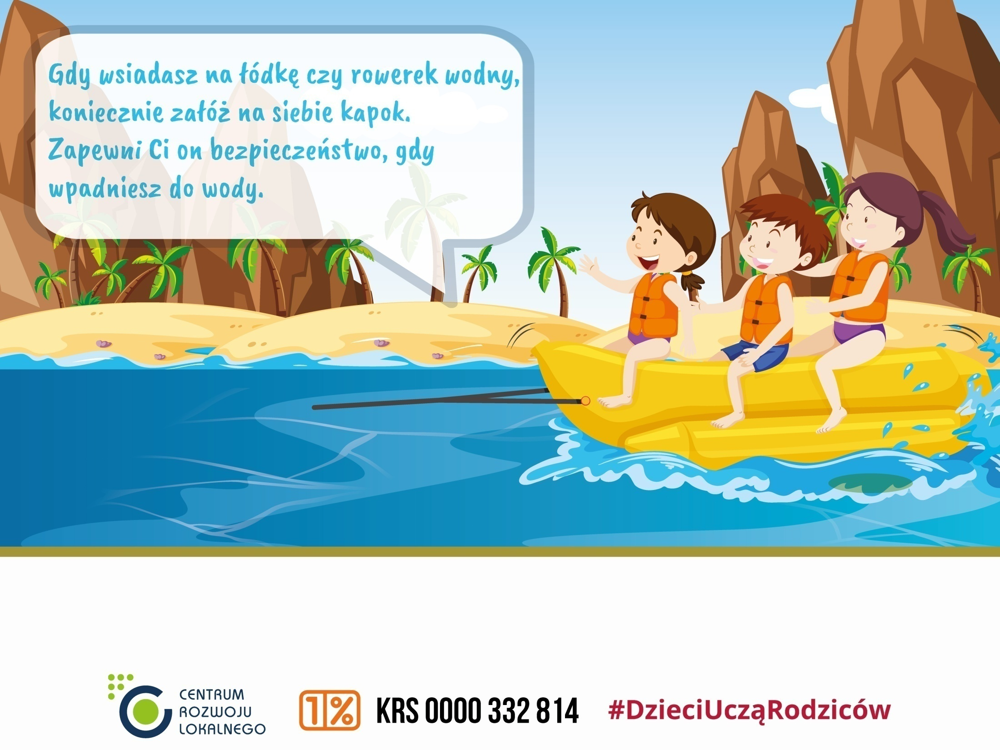 Gdy wsiadasz na łódkę czy rowerek wodny,
koniecznie załóż na siebie kapok.
Zapewni Ci on bezpieczeństwo, gdy
wpadniesz do wody.
CENTRUM
ROZWOJU
LOKALNEGO
1%
KRS 0000 332 814
#DzieciUcząRodziców